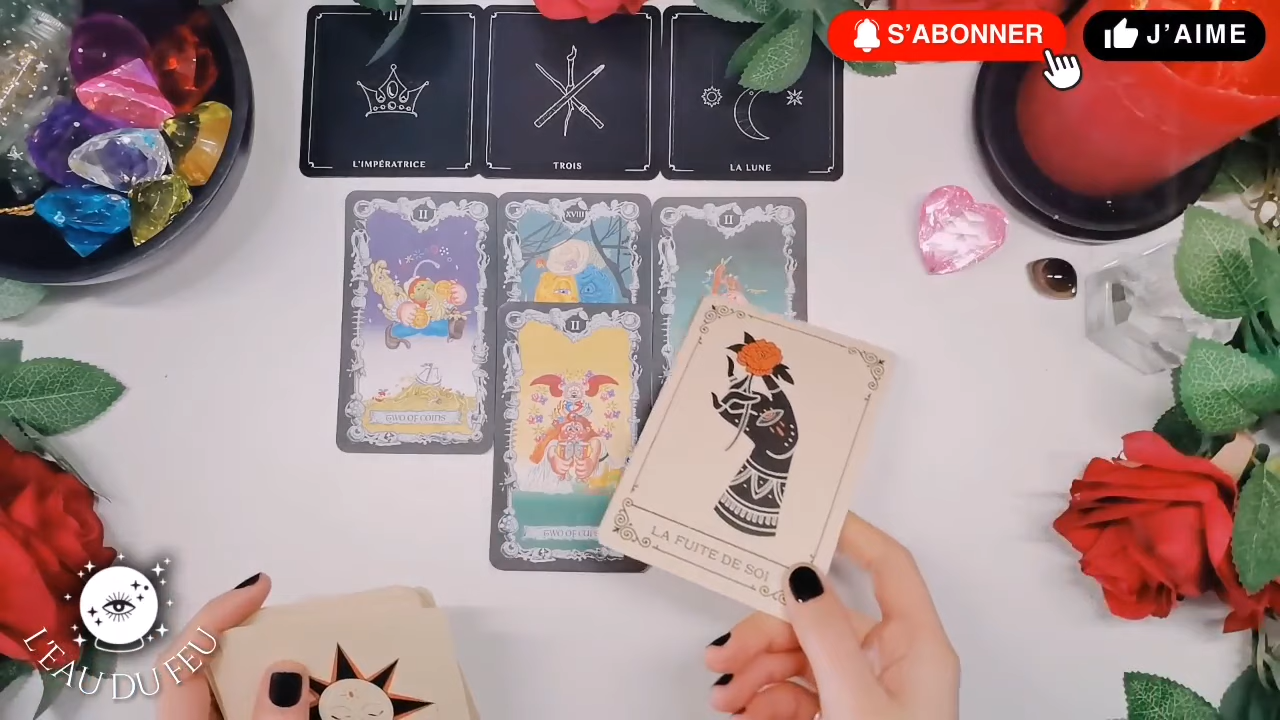 S'ABONNER
J'AIME
L'IMPÉRATRICE
TROIS
LA LUNE
II
XVIII
II
II
TWO OF COINS
TWO OF CUPS
LA FUITE DE SOI
L'EAU DU FEU